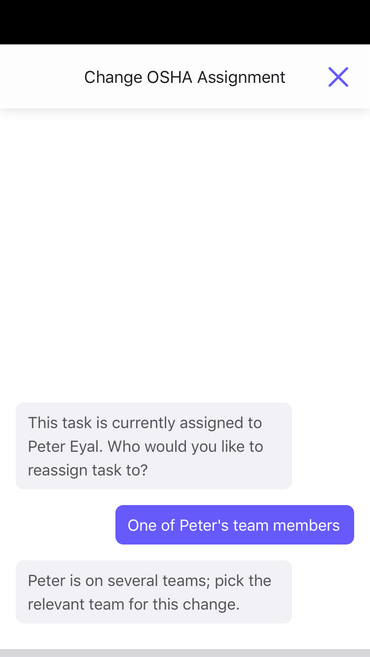 Change OSHA Assignment
This task is currently assigned to
Peter Eyal. Who would you like to
reassign task to?
One of Peter's team members
Peter is on several teams; pick the
relevant team for this change.